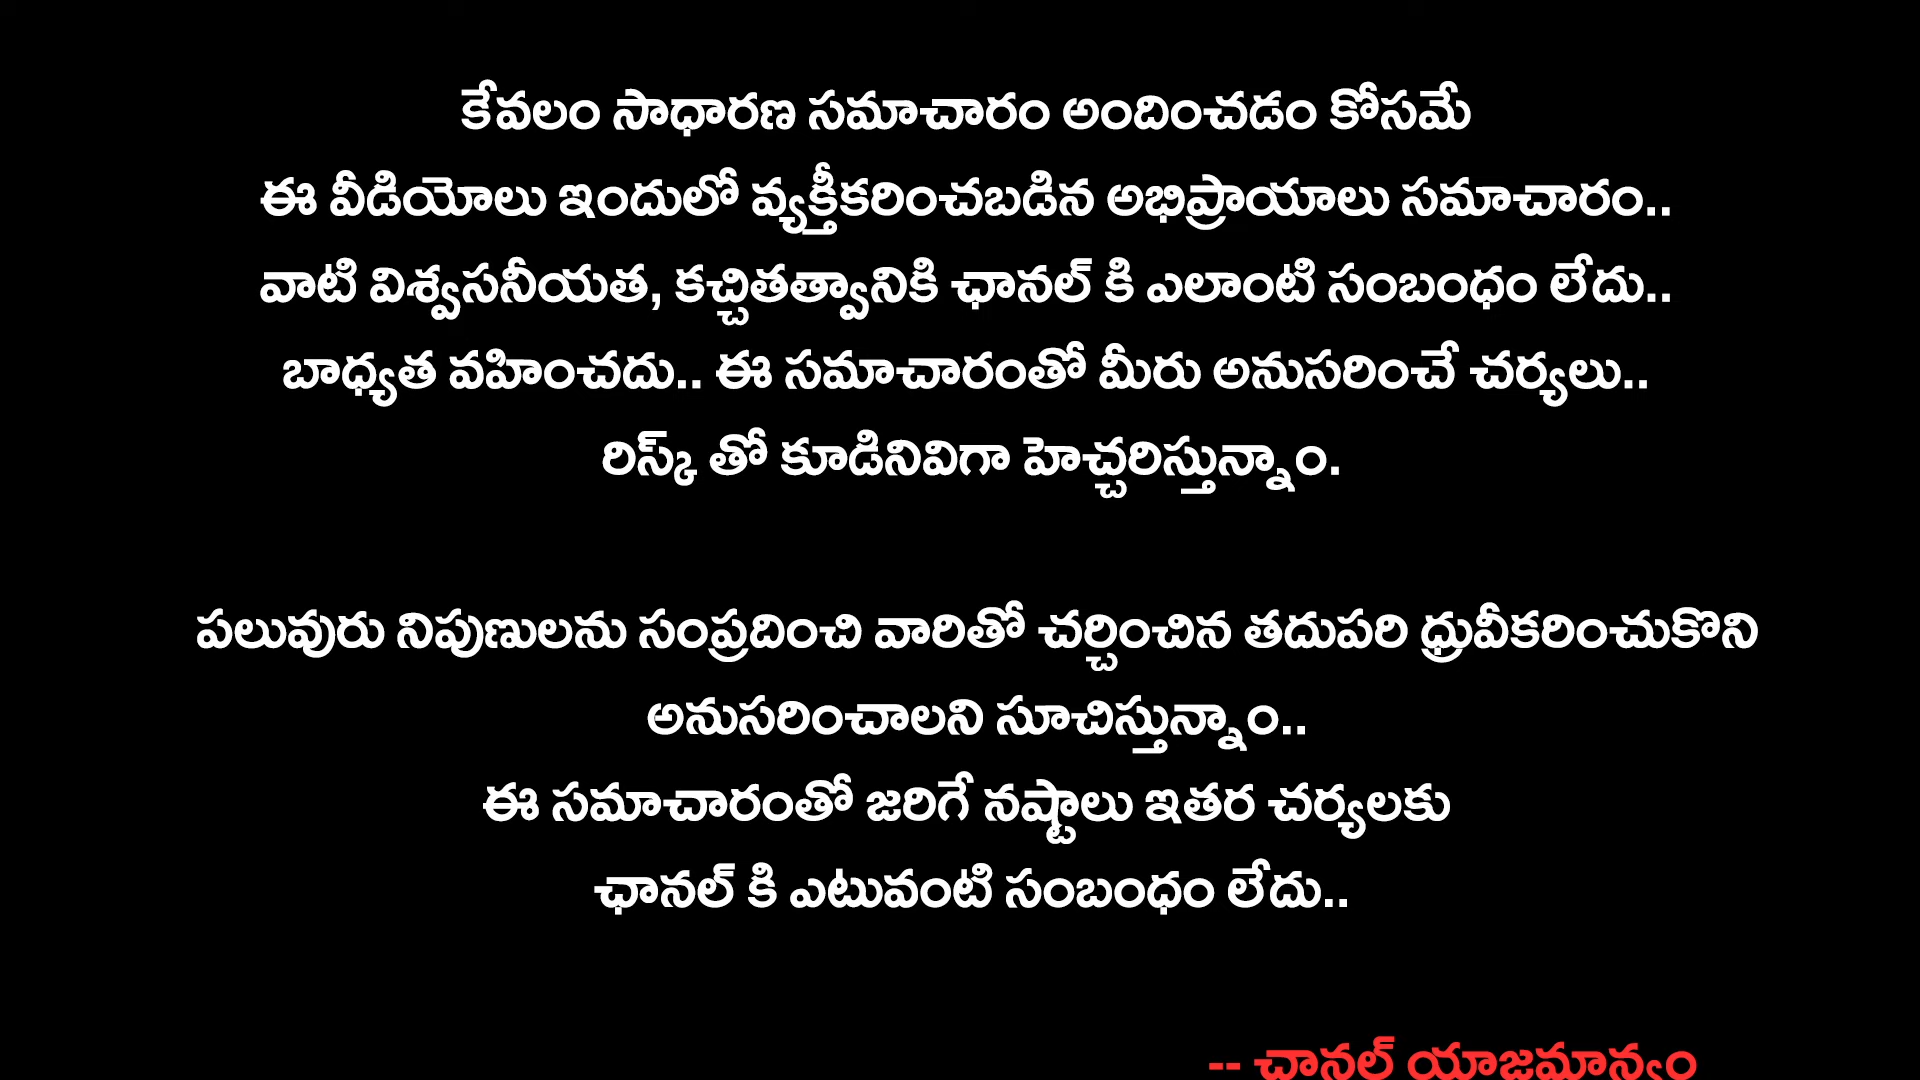 కేవలం సాధారణ సమాచారం అందించడం కోసమే
ఈ వీడియోలు ఇందులో వ్యక్తీకరించబడిన అభిప్రాయాలు సమాచారం..
వాటి విశ్వసనీయత, కచ్చితత్వానికి ఛానల్ కి ఎలాంటి సంబంధం లేదు..
బాధ్యత వహించదు.. ఈ సమాచారంతో మీరు అనుసరించే చర్యలు..
రిస్క్ తో కూడినివిగా హెచ్చరిస్తున్నాం.
పలువురు నిపుణులను సంప్రదించి వారితో చర్చించిన తదుపరి ధ్రువీకరించుకొని
అనుసరించాలని సూచిస్తున్నాం..
ఈ సమాచారంతో జరిగే నష్టాలు ఇతర చర్యలకు
ఛానల్ కి ఎటువంటి సంబంధం లేదు..
-- చానల్ యాజమాన్యం